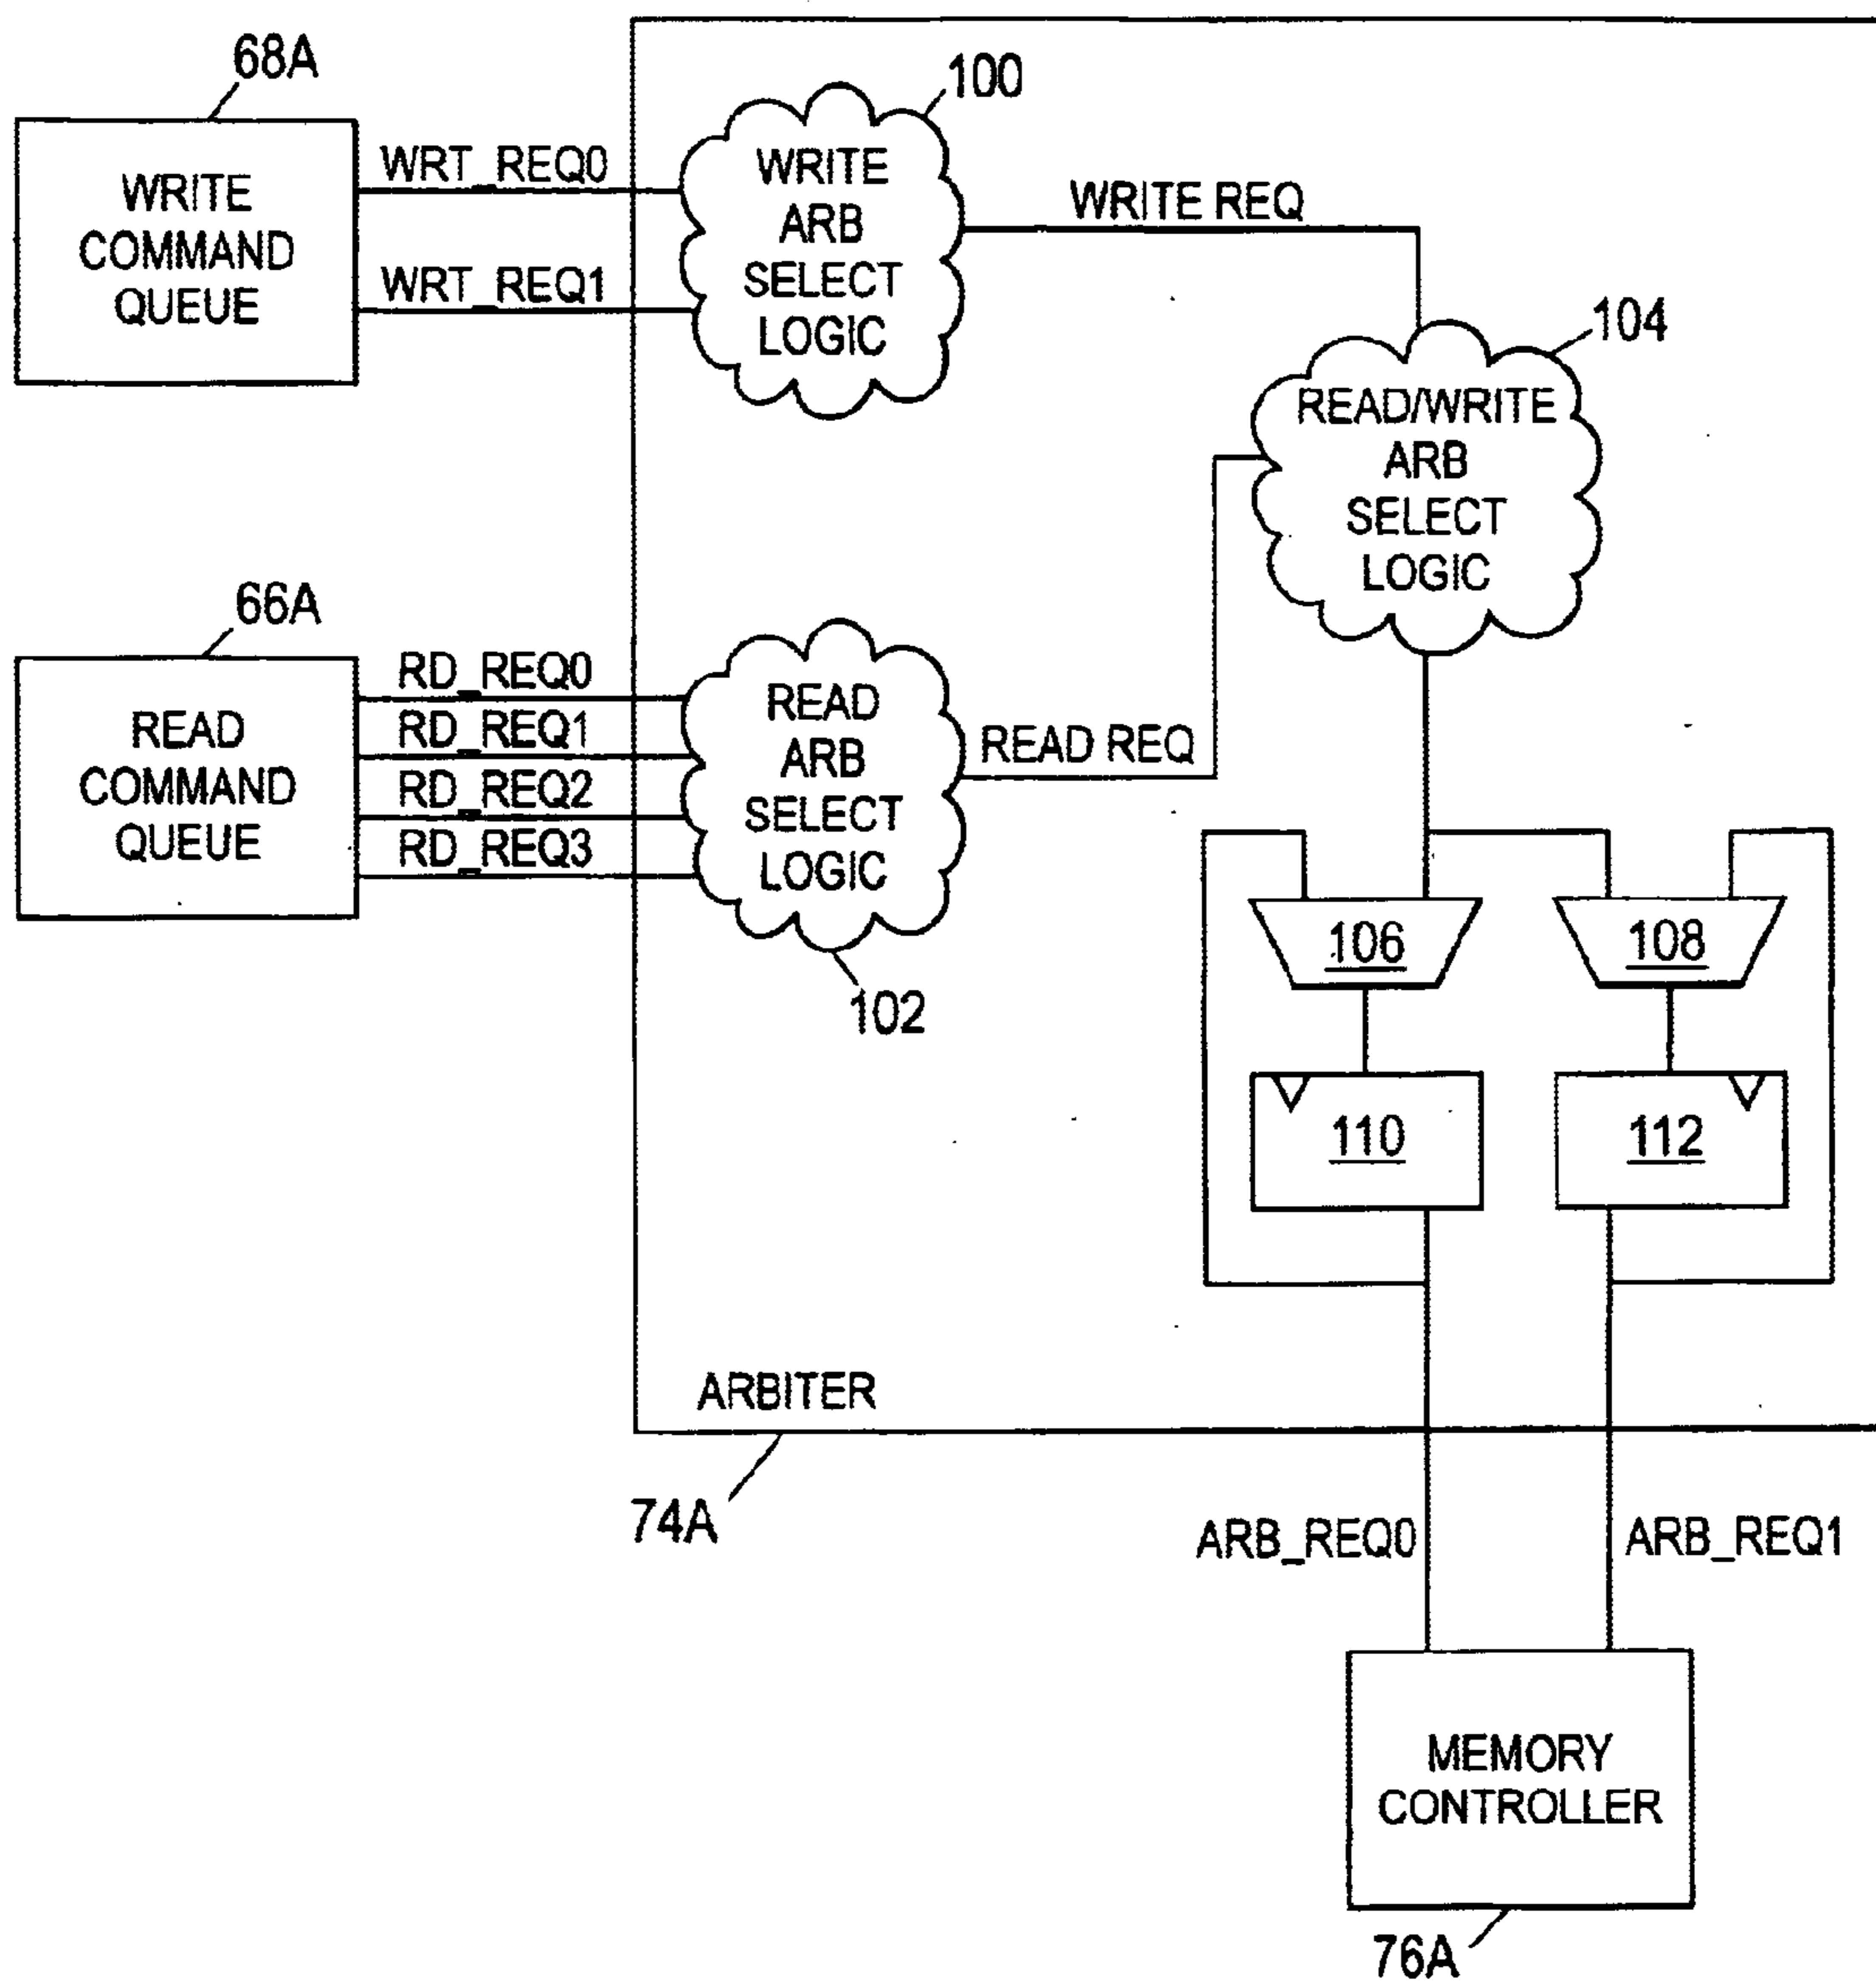 68A
100
WRITE
COMMAND
QUEUE
WRT_REQ0
WRT_REQ1
WRITE
ARB
SELECT
LOGIC
WRITE REQ
104
READ/WRITE
ARB
SELECT
LOGIC
66A
READ
COMMAND
QUEUE
RD_REQ0
RD_REQ1
RD_REQ2
RD_REQ3
READ
ARB
SELECT
LOGIC
READ REQ
102
106
108
110
112
ARBITER
74A
ARB_REQ0
ARB_REQ1
MEMORY
CONTROLLER
76A